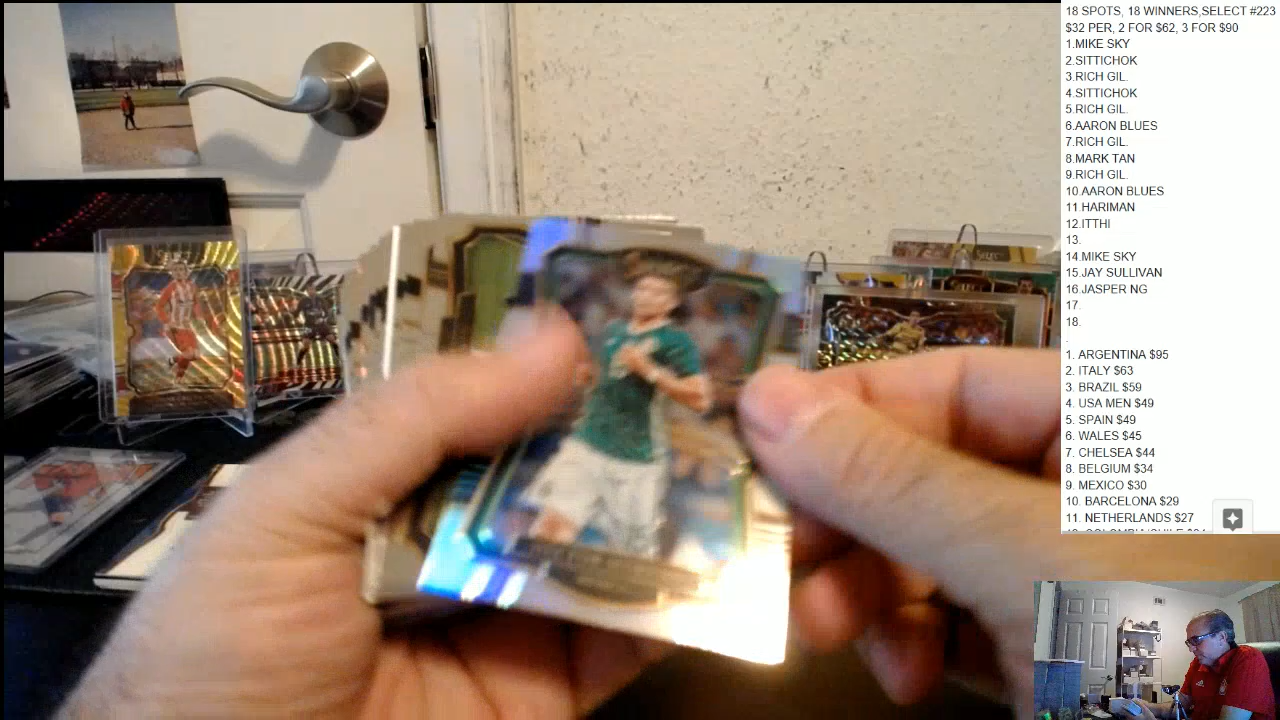 18 SPOTS, 18 WINNERS,SELECT #223
$32 PER, 2 FOR $62, 3 FOR $90
1.MIKE SKY
2.SITTICHOK
3.RICH GIL.
4.SITTICHOK
5.RICH GIL.
6.AARON BLUES
7.RICH GIL.
8.MARK TAN
9.RICH GIL.
10.AARON BLUES
11 HARIMAN
12.ITTHI
13.
14.MIKE SKY
15.JAY SULLIVAN
16.JASPER NG
17.
18.
.
1. ARGENTINA $95
2. ITALY $63
3. BRAZIL $59
4. USA MEN $49
5. SPAIN $49
6. WALES $45
7. CHELSEA $44
8. BELGIUM $34
9. MEXICO $30
10. BARCELONA $29
11. NETHERLANDS $27